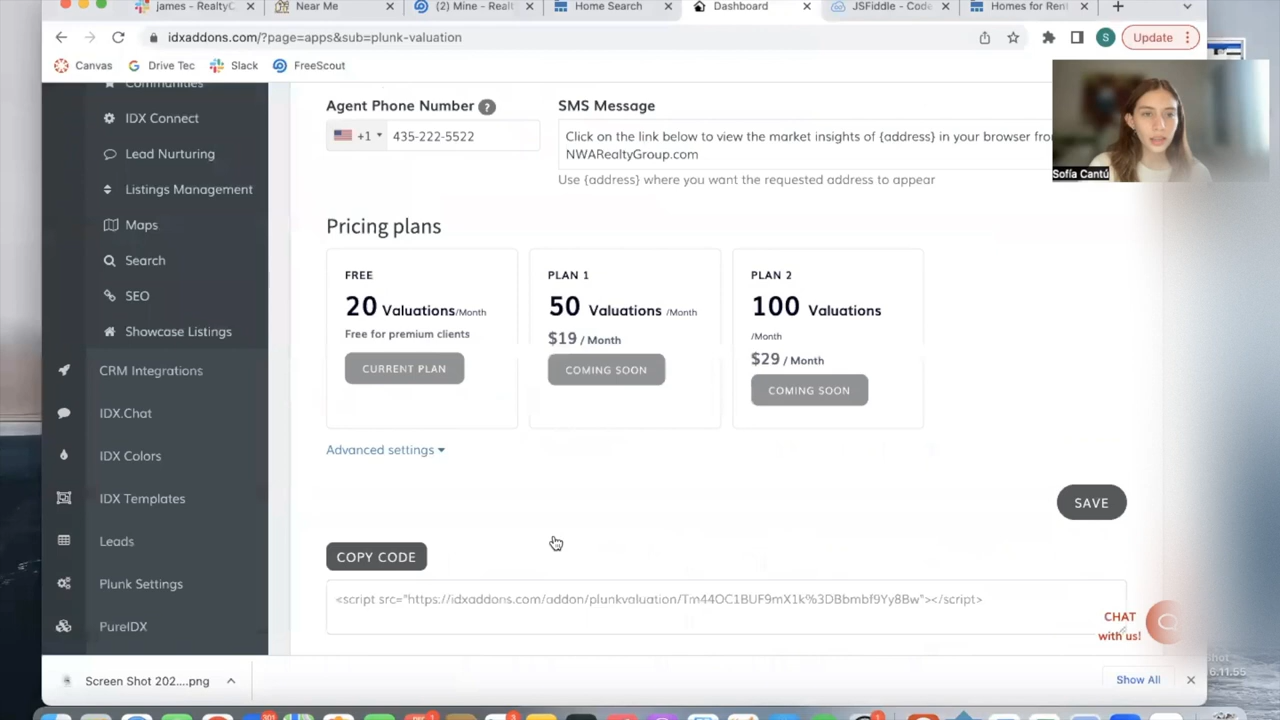 james - RealtyC
Near Me
(2) Mine - Realt
Home Search
Dashboard
JSFiddle - Code
Homes for Rent
idxaddons.com/?page=apps&sub=plunk-valuation
S
Update
Canvas
Drive Tec
Slack
FreeScout
Communities
IDX Connect
Lead Nurturing
Listings Management
Maps
Search
SEO
Showcase Listings
CRM Integrations
IDX.Chat
IDX Colors
IDX Templates
Leads
Plunk Settings
PureIDX
Agent Phone Number ?
+1 435-222-5522
SMS Message
Click on the link below to view the market insights of {address} in your browser
NWARealtyGroup.com
Use {address} where you want the requested address to appear
Sofía Cantú
Pricing plans
FREE
20 Valuations/Month
Free for premium clients
CURRENT PLAN
PLAN 1
50 Valuations /Month
$19 / Month
COMING SOON
PLAN 2
100 Valuations
/Month
$29 / Month
COMING SOON
Advanced settings
SAVE
COPY CODE
<script src="https://idxaddons.com/addon/plunkvaluation/Tm44OC1BUF9mX1k%3DBbmbf9Yy8Bw"></script>
CHAT
with us!
Screen Shot 202....png
Show All
shot
16.11.55